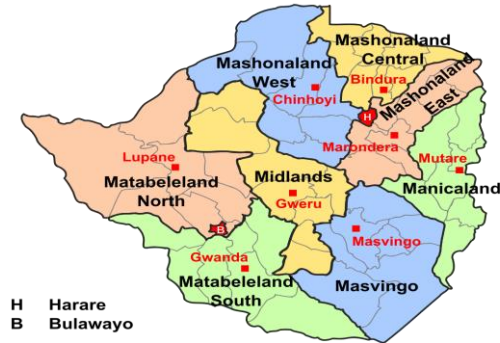 Mashonaland
Central
Bindura
Mashonaland
West
Chinhoyi
Mashonaland
East
H
Marondera
Mutare
Manicaland
Lupane
Matabeleland
North
Midlands
Gweru
B
Masvingo
Masvingo
Gwanda
Matabeleland
South
H Harare
B Bulawayo